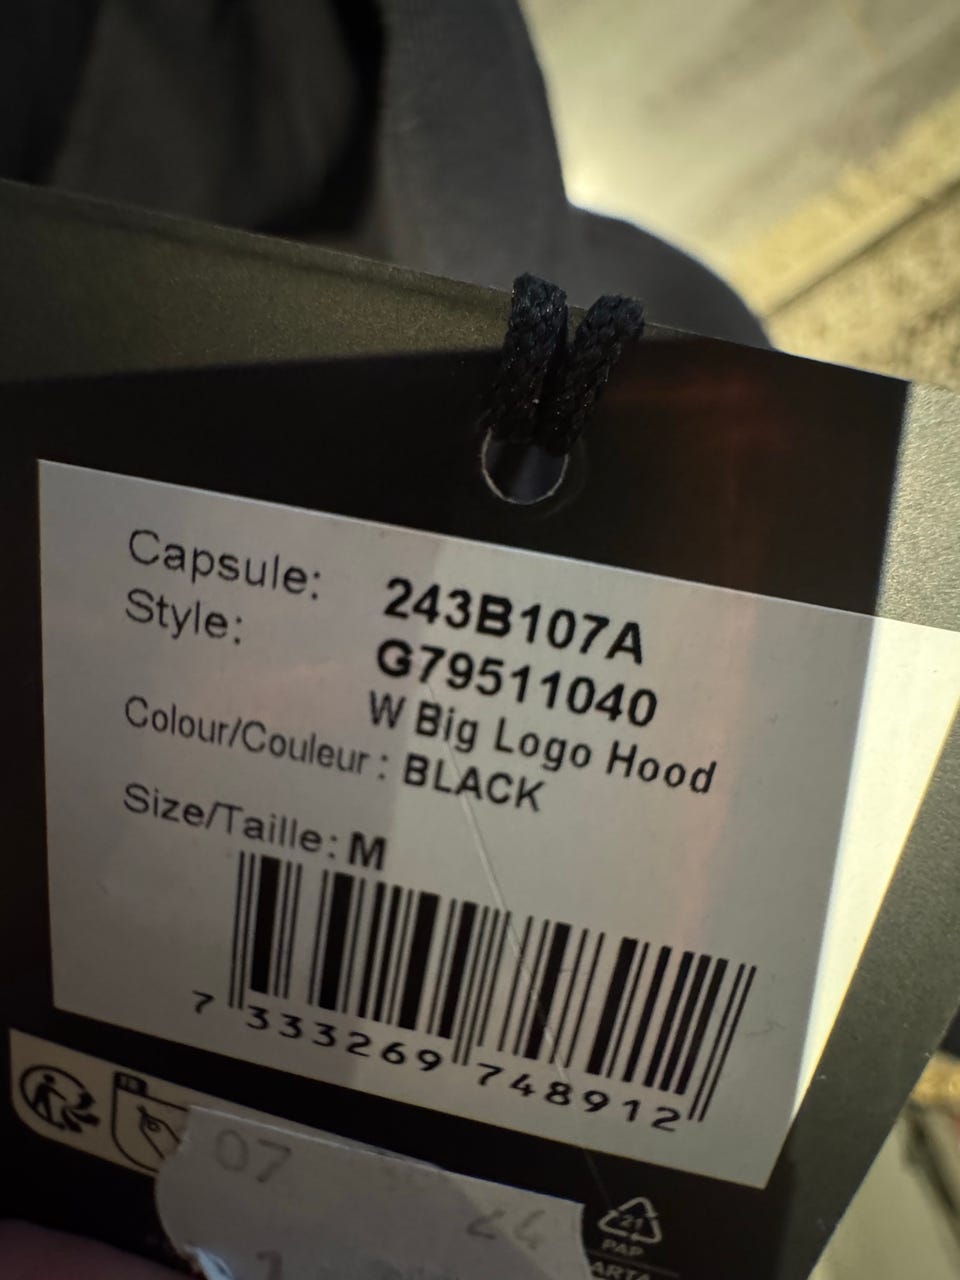 Capsule: 243B107A
Style: G79511040
W Big Logo Hood
Colour/Couleur : BLACK
Size/Taille: M
7 333269 748912
07
24
21
PAP